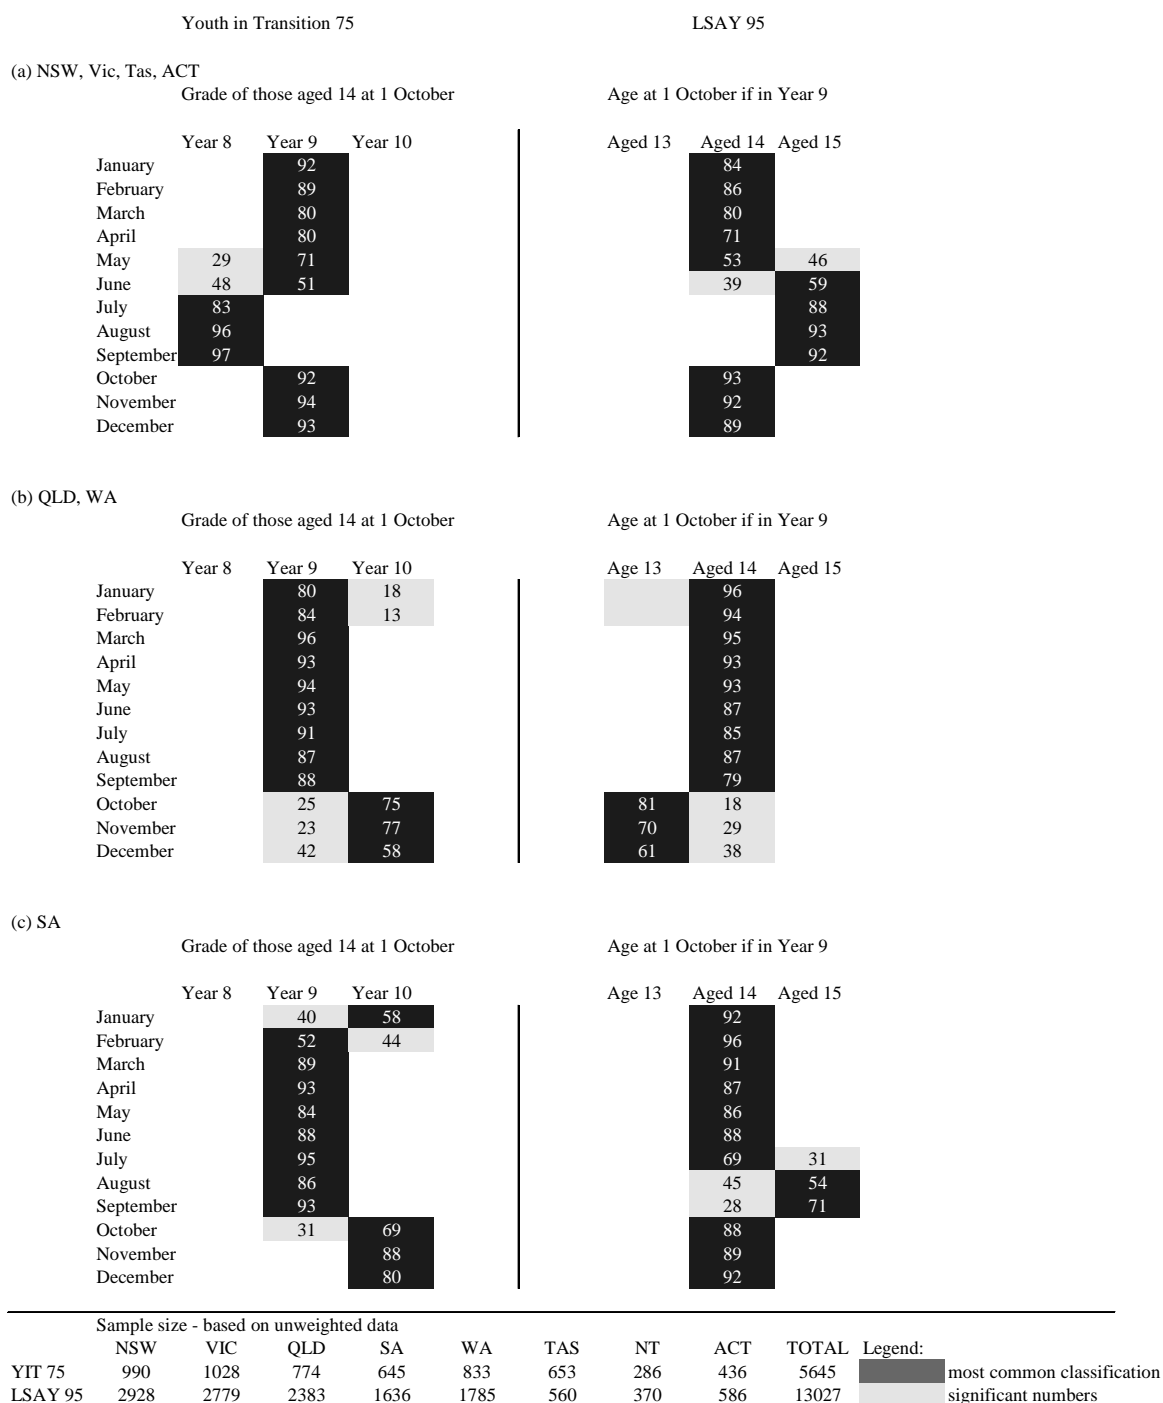 Youth in Transition 75 LSAY 95
(a) NSW, Vic, Tas, ACT
Grade of those aged 14 at 1 October Age at 1 October if in Year 9
Year 8 Year 9 Year 10 Aged 13 Aged 14 Aged 15
January 92 84
February 89 86
March 80 80
April 80 71
May 29 71 53 46
June 48 51 39 59
July 83 88
August 96 93
September 97 92
October 92 93
November 94 92
December 93 89
(b) QLD, WA
Grade of those aged 14 at 1 October Age at 1 October if in Year 9
Year 8 Year 9 Year 10 Age 13 Aged 14 Aged 15
January 80 18 96
February 84 13 94
March 96 95
April 93 93
May 94 93
June 93 87
July 91 85
August 87 87
September 88 79
October 25 75 81 18
November 23 77 70 29
December 42 58 61 38
(c) SA
Grade of those aged 14 at 1 October Age at 1 October if in Year 9
Year 8 Year 9 Year 10 Age 13 Aged 14 Aged 15
January 40 58 92
February 52 44 96
March 89 91
April 93 87
May 84 86
June 88 88
July 95 69 31
August 86 45 54
September 93 28 71
October 31 69 88
November 88 89
December 80 92
Sample size - based on unweighted data
NSW VIC QLD SA WA TAS NT ACT TOTAL Legend:
YIT 75 990 1028 774 645 833 653 286 436 5645 most common classification
LSAY 95 2928 2779 2383 1636 1785 560 370 586 13027 significant numbers